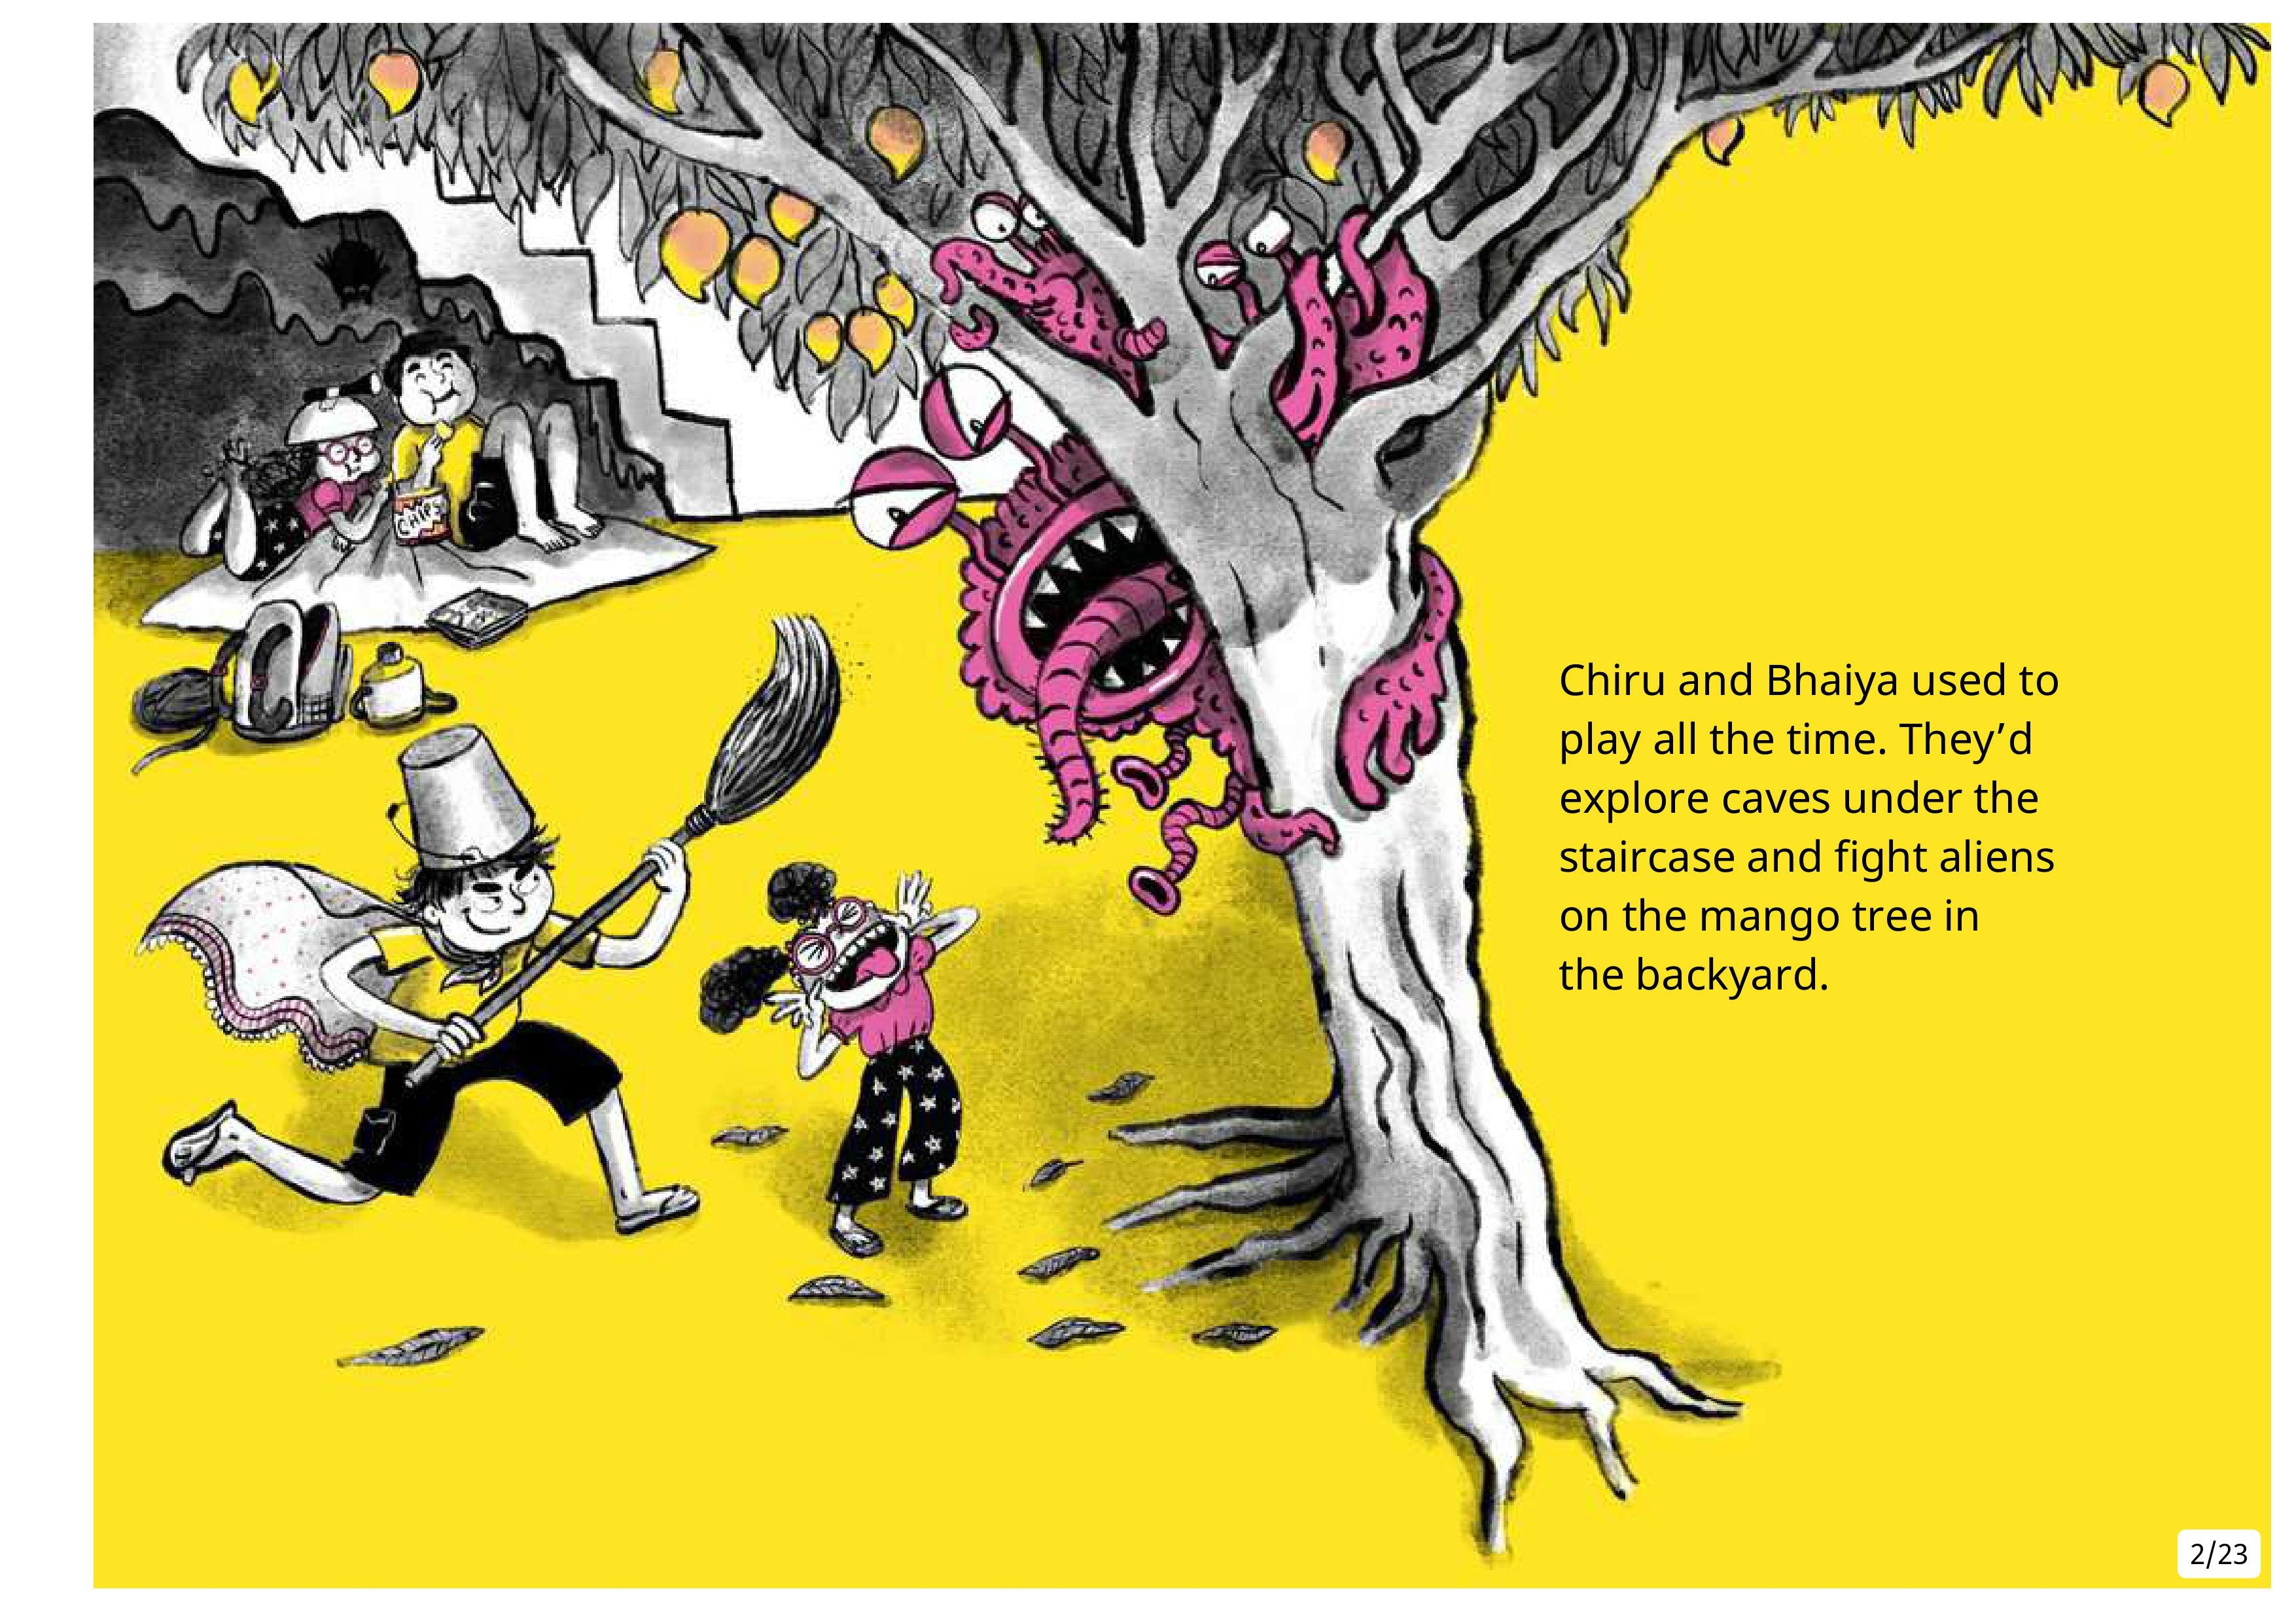 CHIPS
Chiru and Bhaiya used to
play all the time. They’d
explore caves under the
staircase and fight aliens
on the mango tree in
the backyard.
2/23